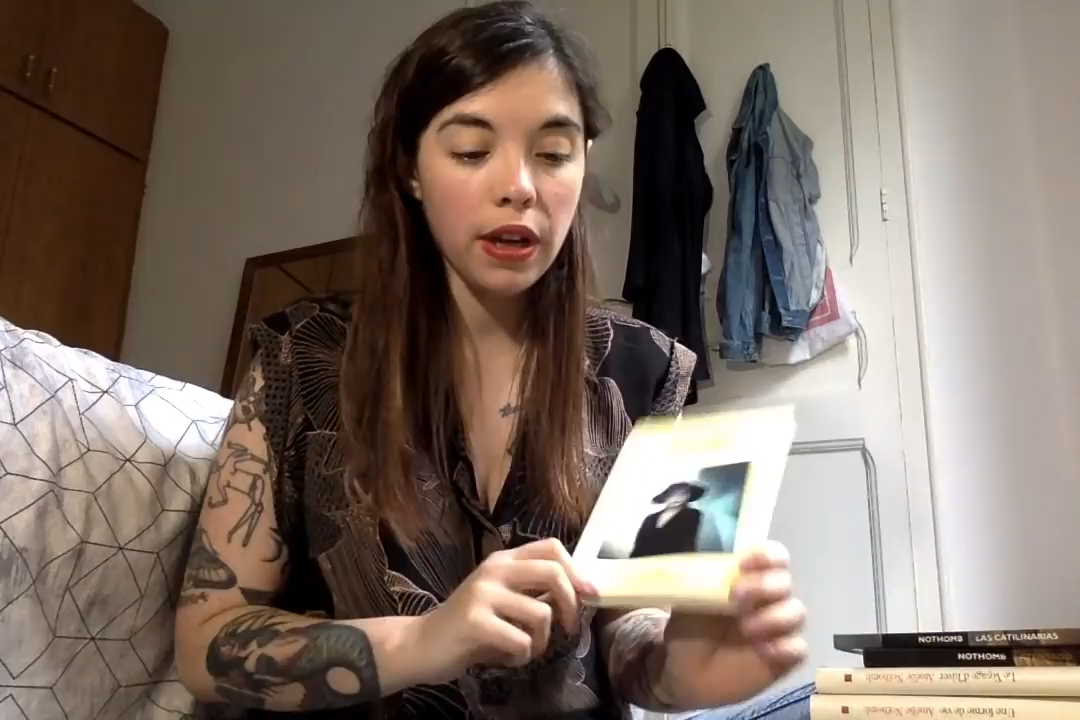 NOTHOMB LAS CATILINARIAS
NOTHOMB
Le Voyage d'hiver Amélie Nothomb
Une forme de vie Amélie Nothomb